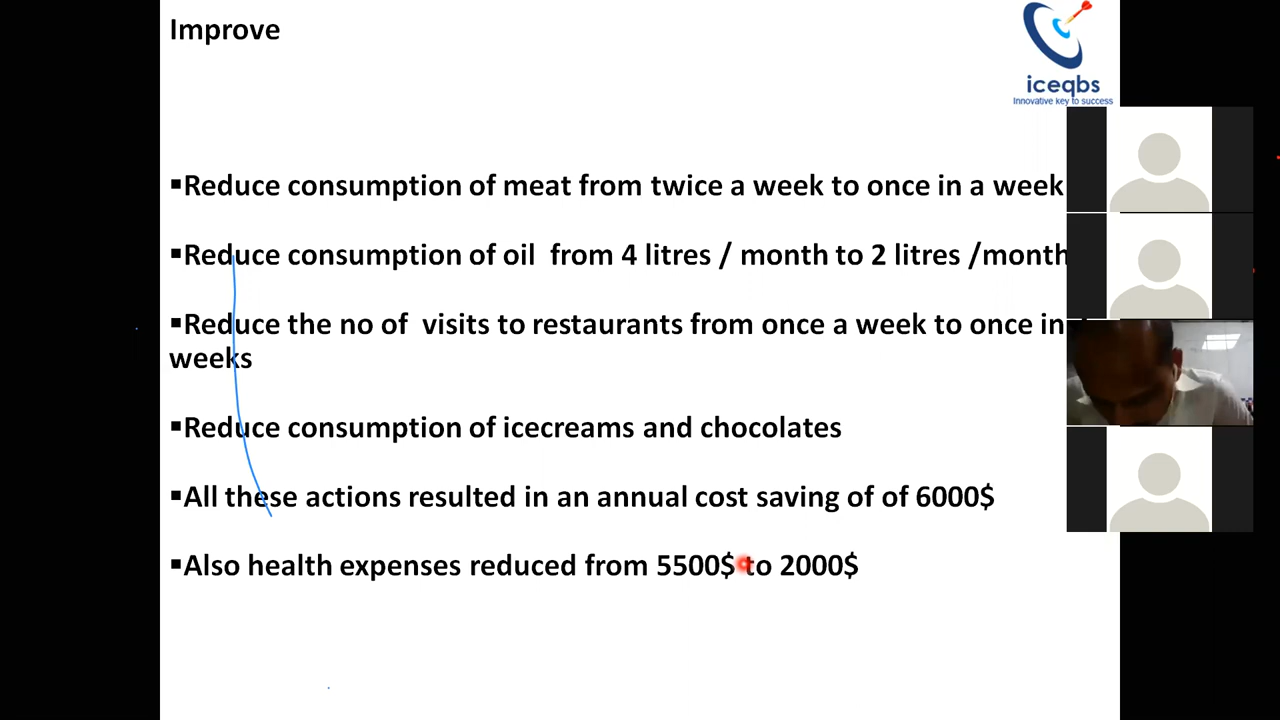 Improve
iceqbs
Innovative key to success
▪Reduce consumption of meat from twice a week to once in a week
▪Reduce consumption of oil  from 4 litres / month to 2 litres /month
▪Reduce the no of  visits to restaurants from once a week to once in
weeks
▪Reduce consumption of icecreams and chocolates
▪All these actions resulted in an annual cost saving of of 6000$
▪Also health expenses reduced from 5500$ to 2000$